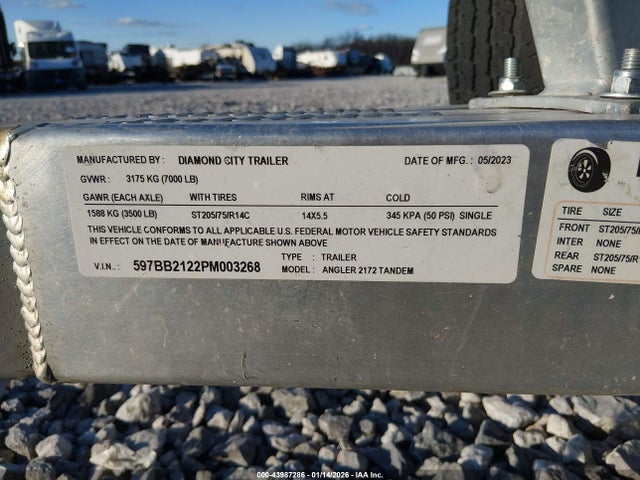 MANUFACTURED BY: DIAMOND CITY TRAILER DATE OF MFG.: 05/2023
GVWR: 3175 KG (7000 LB)
GAWR (EACH AXLE) WITH TIRES RIMS AT COLD
1588 KG (3500 LB) ST205/75/R14C 14X5.5 345 KPA (50 PSI) SINGLE
THIS VEHICLE CONFORMS TO ALL APPLICABLE U.S. FEDERAL MOTOR VEHICLE SAFETY STANDARDS
IN EFFECT ON THE DATE OF MANUFACTURE SHOWN ABOVE
V.I.N.: 597BB2122PM003268 TYPE: TRAILER
MODEL: ANGLER 2172 TANDEM
TIRE SIZE
FRONT ST205/75/
INTER NONE
REAR ST205/75/R
SPARE NONE
000-43987286 - 01/14/2026 - IAA Inc.